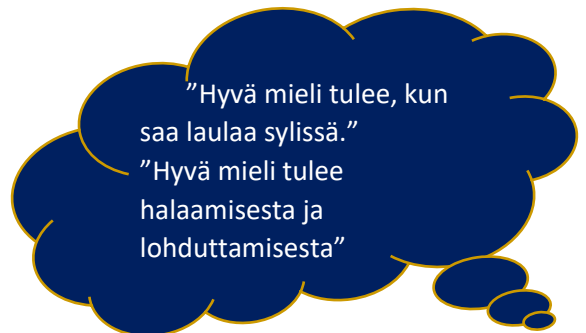 ”Hyvä mieli tulee, kun
saa laulaa sylissä.”
”Hyvä mieli tulee
halaamisesta ja
lohduttamisesta”